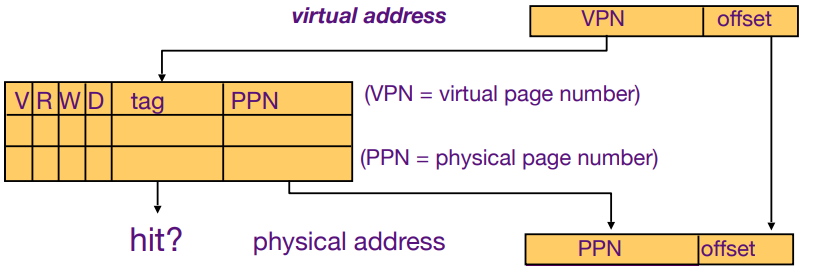 virtual address
VPN offset
V R W D tag PPN
(VPN = virtual page number)
(PPN = physical page number)
hit?
physical address
PPN offset